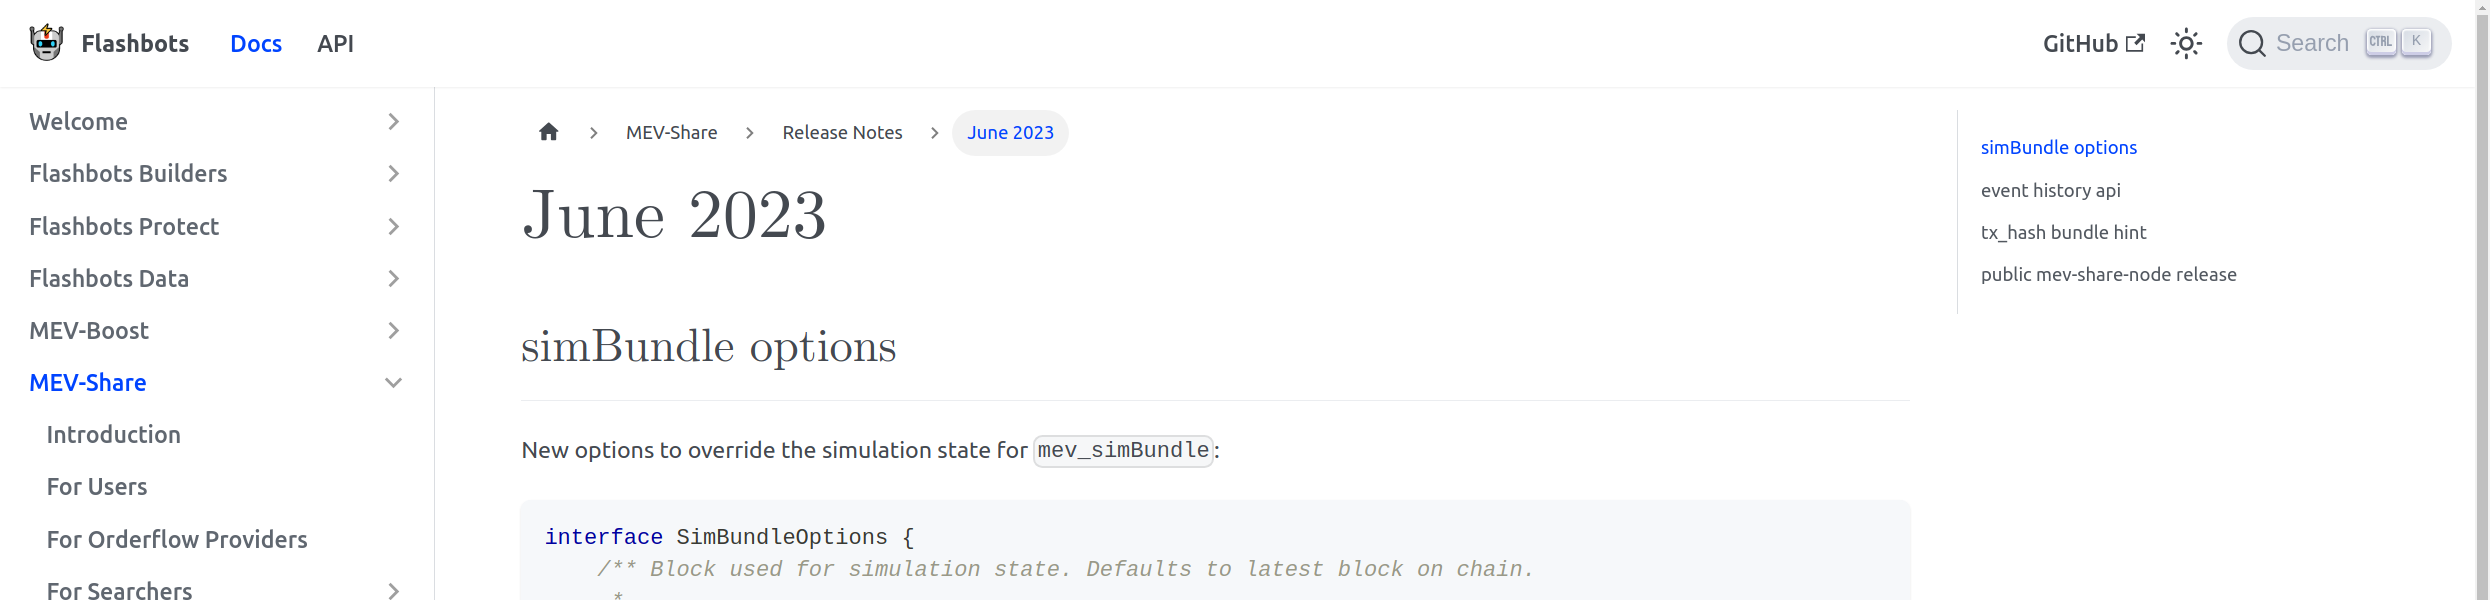 Flashbots
Docs
API
GitHub
Search
CTRL
K
Welcome
Flashbots Builders
Flashbots Protect
Flashbots Data
MEV-Boost
MEV-Share
Introduction
For Users
For Orderflow Providers
For Searchers
MEV-Share
Release Notes
June 2023
June 2023
simBundle options
New options to override the simulation state for mev_simBundle:
interface SimBundleOptions {
/** Block used for simulation state. Defaults to latest block on chain.
*
simBundle options
event history api
tx_hash bundle hint
public mev-share-node release